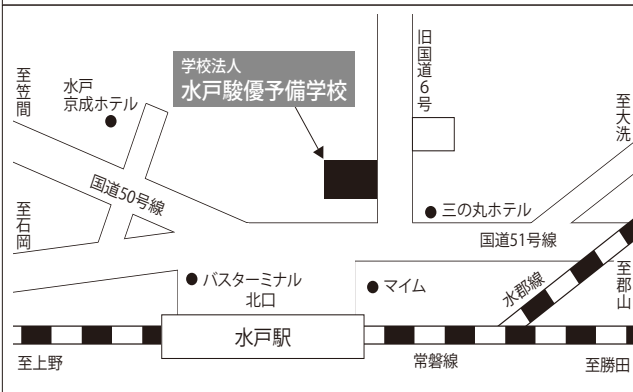 学校法人
水戸駿優予備学校
旧国道6号
至笠間
水戸
京成ホテル
至大洗
国道50号線
至石岡
三の丸ホテル
国道51号線
バスターミナル
北口
マイム
水郡線
至郡山
水戸駅
至上野
常磐線
至勝田